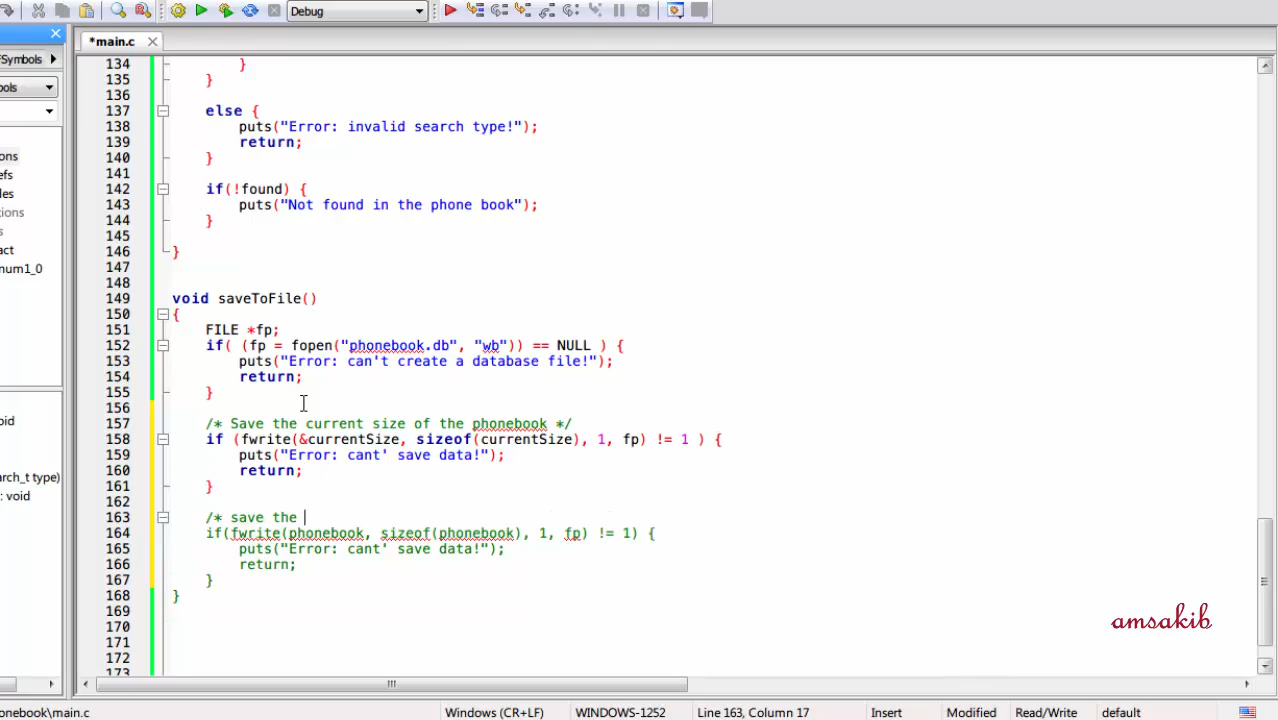 Debug
*main.c
FSymbols
ols
ions
efs
les
tions
s
act
num1_0
oid
arch_t type)
: void
134 }
135 }
136
137 else {
138 puts("Error: invalid search type!");
139 return;
140 }
141
142 if(!found) {
143 puts("Not found in the phone book");
144 }
145
146 }
147
148
149 void saveToFile()
150 {
151 FILE *fp;
152 if( (fp = fopen("phonebook.db", "wb")) == NULL ) {
153 puts("Error: can't create a database file!");
154 return;
155 }
156
157 /* Save the current size of the phonebook */
158 if (fwrite(&currentSize, sizeof(currentSize), 1, fp) != 1 ) {
159 puts("Error: cant' save data!");
160 return;
161 }
162
163 /* save the
164 if(fwrite(phonebook, sizeof(phonebook), 1, fp) != 1) {
165 puts("Error: cant' save data!");
166 return;
167 }
168 }
169
170
171
172
173
amsakib
onebook\main.c Windows (CR+LF) WINDOWS-1252 Line 163, Column 17 Insert Modified Read/Write default